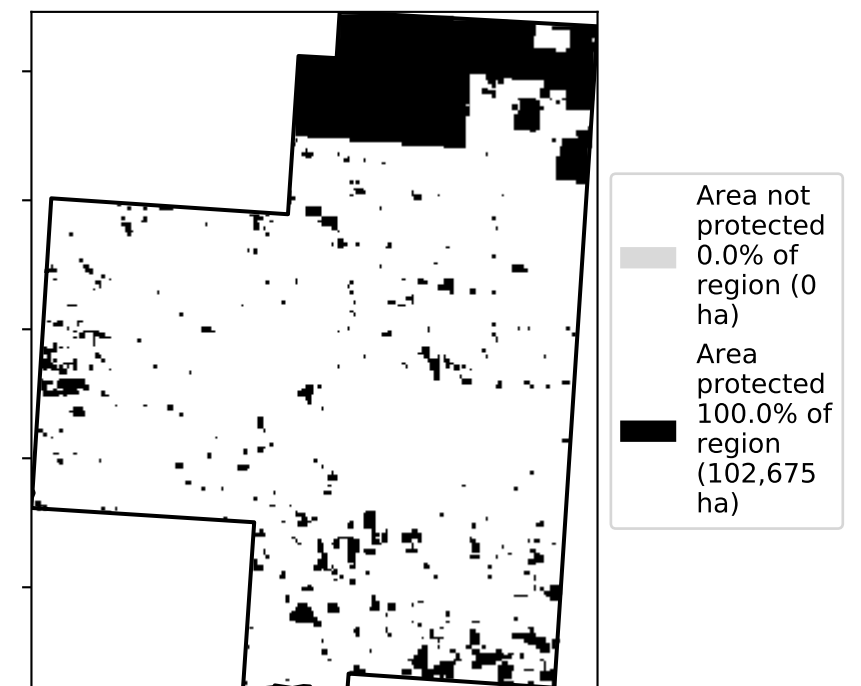 Area not
protected
0.0% of
region (0
ha)
Area
protected
100.0% of
region
(102,675
ha)